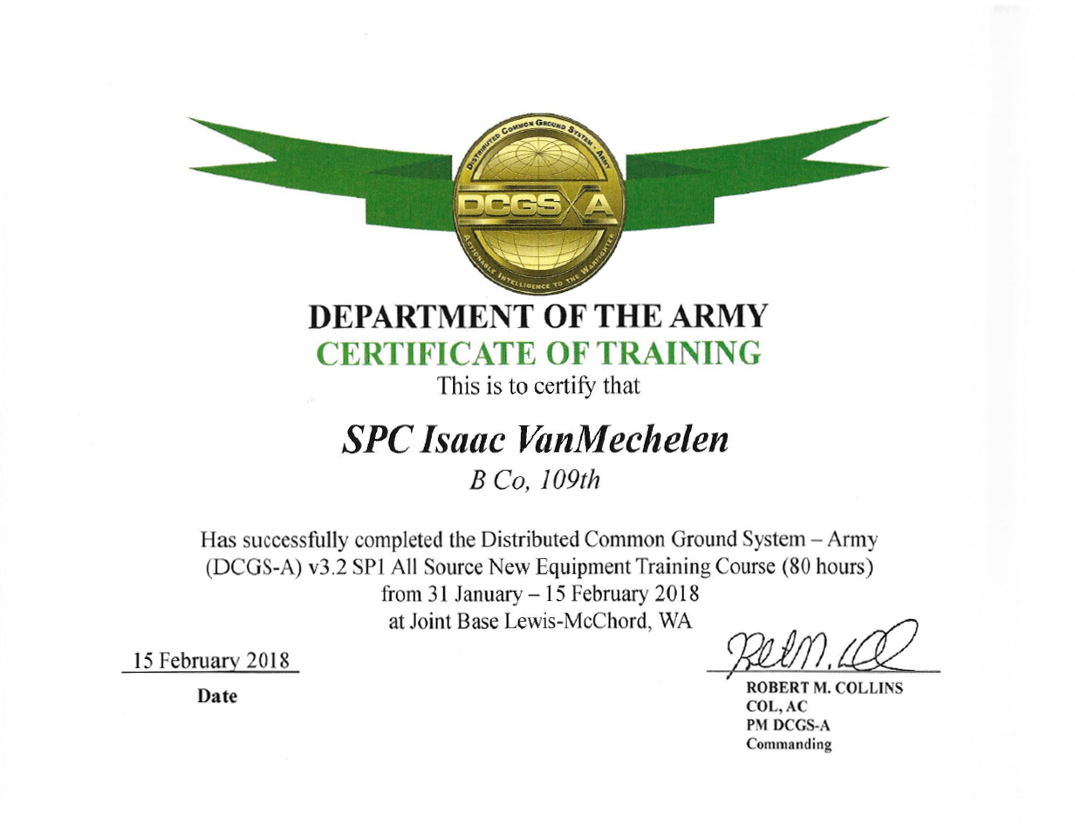 DISTRIBUTED COMMON GROUND SYSTEM - ARMY
DCGS A
ACTIONABLE INTELLIGENCE TO THE WARFIGHTER
DEPARTMENT OF THE ARMY
CERTIFICATE OF TRAINING
This is to certify that
SPC Isaac VanMechelen
B Co, 109th
Has successfully completed the Distributed Common Ground System – Army
(DCGS-A) v3.2 SP1 All Source New Equipment Training Course (80 hours)
from 31 January – 15 February 2018
at Joint Base Lewis-McChord, WA
15 February 2018
Date
ROBERT M. COLLINS
COL, AC
PM DCGS-A
Commanding